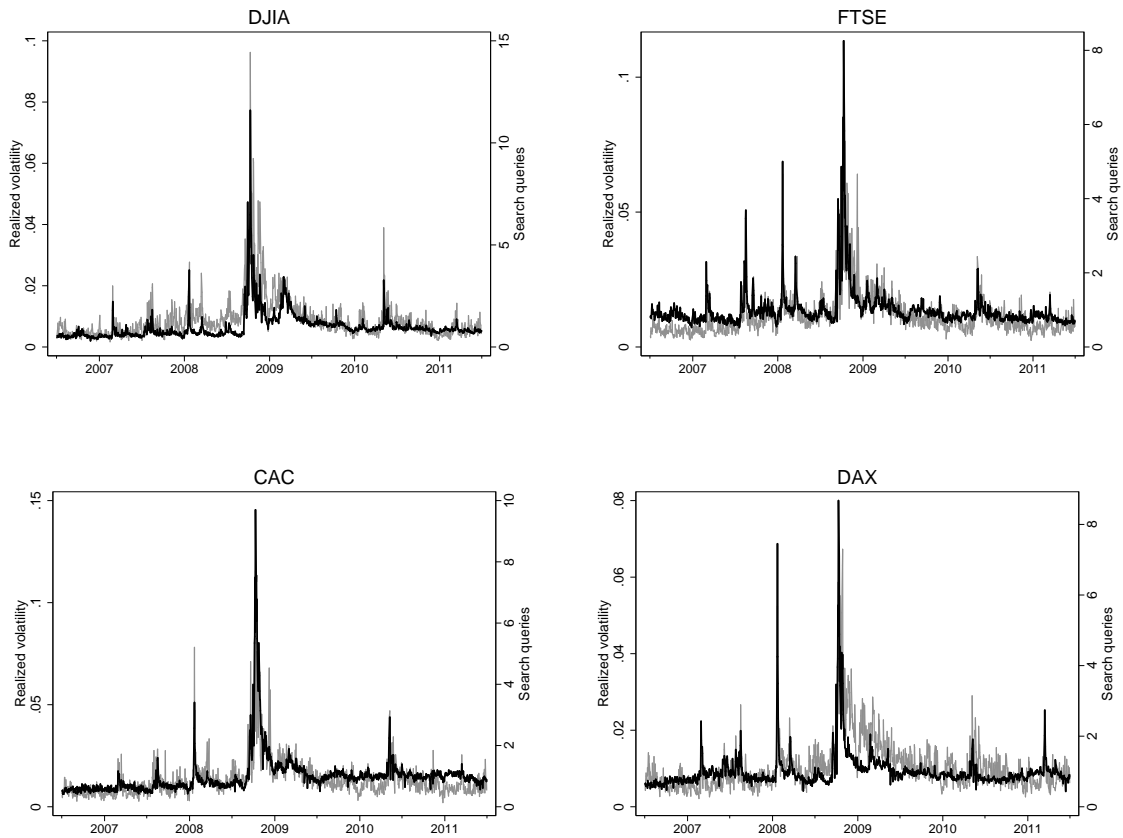 DJIA
Realized volatility
0 .02 .04 .06 .08 .1
Search queries
0 5 10 15
2007 2008 2009 2010 2011
FTSE
Realized volatility
0 .05 .1
Search queries
0 2 4 6 8
2007 2008 2009 2010 2011
CAC
Realized volatility
0 .05 .1 .15
Search queries
0 2 4 6 8 10
2007 2008 2009 2010 2011
DAX
Realized volatility
0 .02 .04 .06 .08
Search queries
0 2 4 6 8
2007 2008 2009 2010 2011